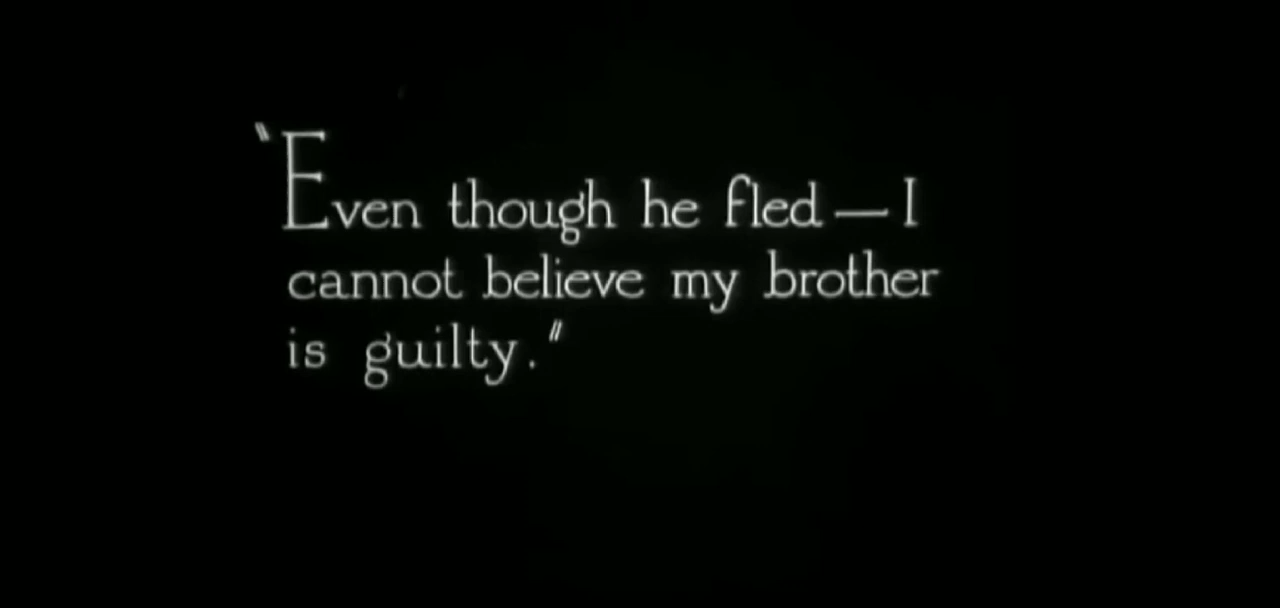 "Even though he fled—I
cannot believe my brother
is guilty."